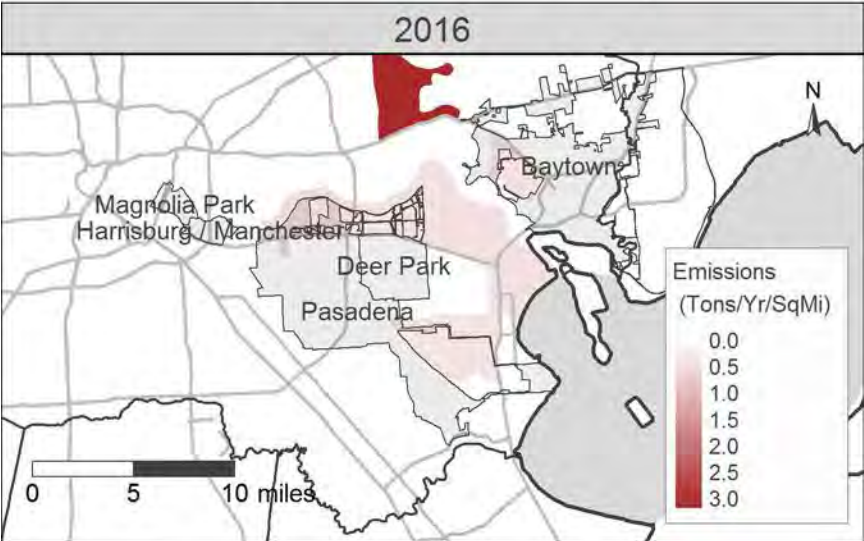 2016
N
Baytown
Magnolia Park
Harrisburg / Manchester
Deer Park
Pasadena
Emissions
(Tons/Yr/SqMi)
0.0
0.5
1.0
1.5
2.0
2.5
3.0
0 5 10 miles